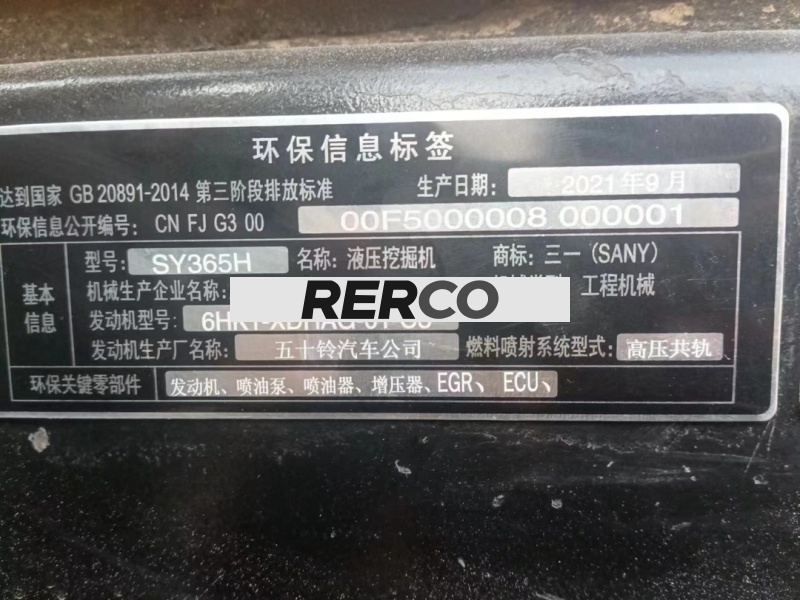 环保信息标签
达到国家 GB 20891-2014 第三阶段排放标准 生产日期: 2021年9月
环保信息公开编号: CN FJ G3 00 00F5000008 000001
基本信息
型号: SY365H 名称: 液压挖掘机 商标: 三一 (SANY)
机械生产企业名称: 工程机械
RERCO
发动机型号:
发动机生产厂名称: 五十铃汽车公司 燃料喷射系统型式: 高压共轨
环保关键零部件 发动机、喷油泵、喷油器、增压器、EGR、ECU、